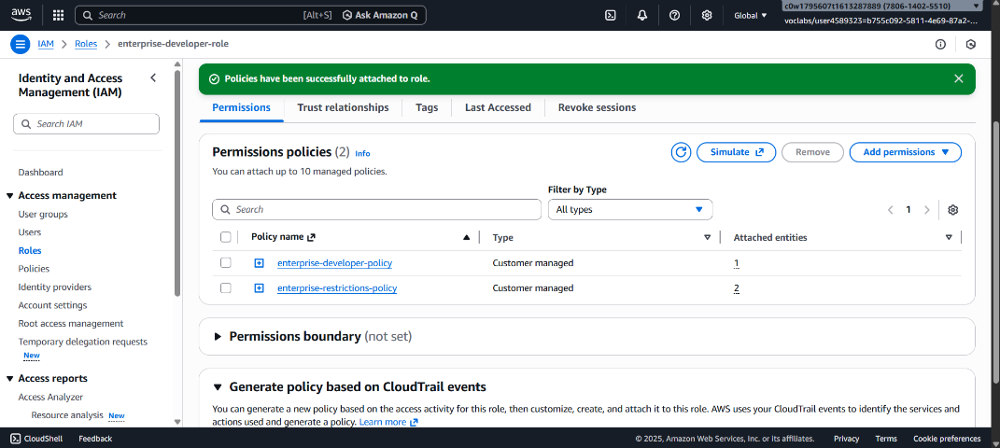 aws
Search [Alt+S] Ask Amazon Q
Global
c0w1795607t1613287889 (7806-1402-5510)
voclabs/user4589323=b755c092-5811-4e69-87a2-...
IAM > Roles > enterprise-developer-role
Identity and Access Management (IAM)
Search IAM
Dashboard
Access management
User groups
Users
Roles
Policies
Identity providers
Account settings
Root access management
Temporary delegation requests
New
Access reports
Access Analyzer
Resource analysis New
Policies have been successfully attached to role.
Permissions Trust relationships Tags Last Accessed Revoke sessions
Permissions policies (2) Info
Simulate Remove Add permissions
You can attach up to 10 managed policies.
Filter by Type
Search All types 1
Policy name Type Attached entities
enterprise-developer-policy Customer managed 1
enterprise-restrictions-policy Customer managed 2
Permissions boundary (not set)
Generate policy based on CloudTrail events
You can generate a new policy based on the access activity for this role, then customize, create, and attach it to this role. AWS uses your CloudTrail events to identify the services and
actions used and generate a policy. Learn more
CloudShell Feedback © 2025, Amazon Web Services, Inc. or its affiliates. Privacy Terms Cookie preferences